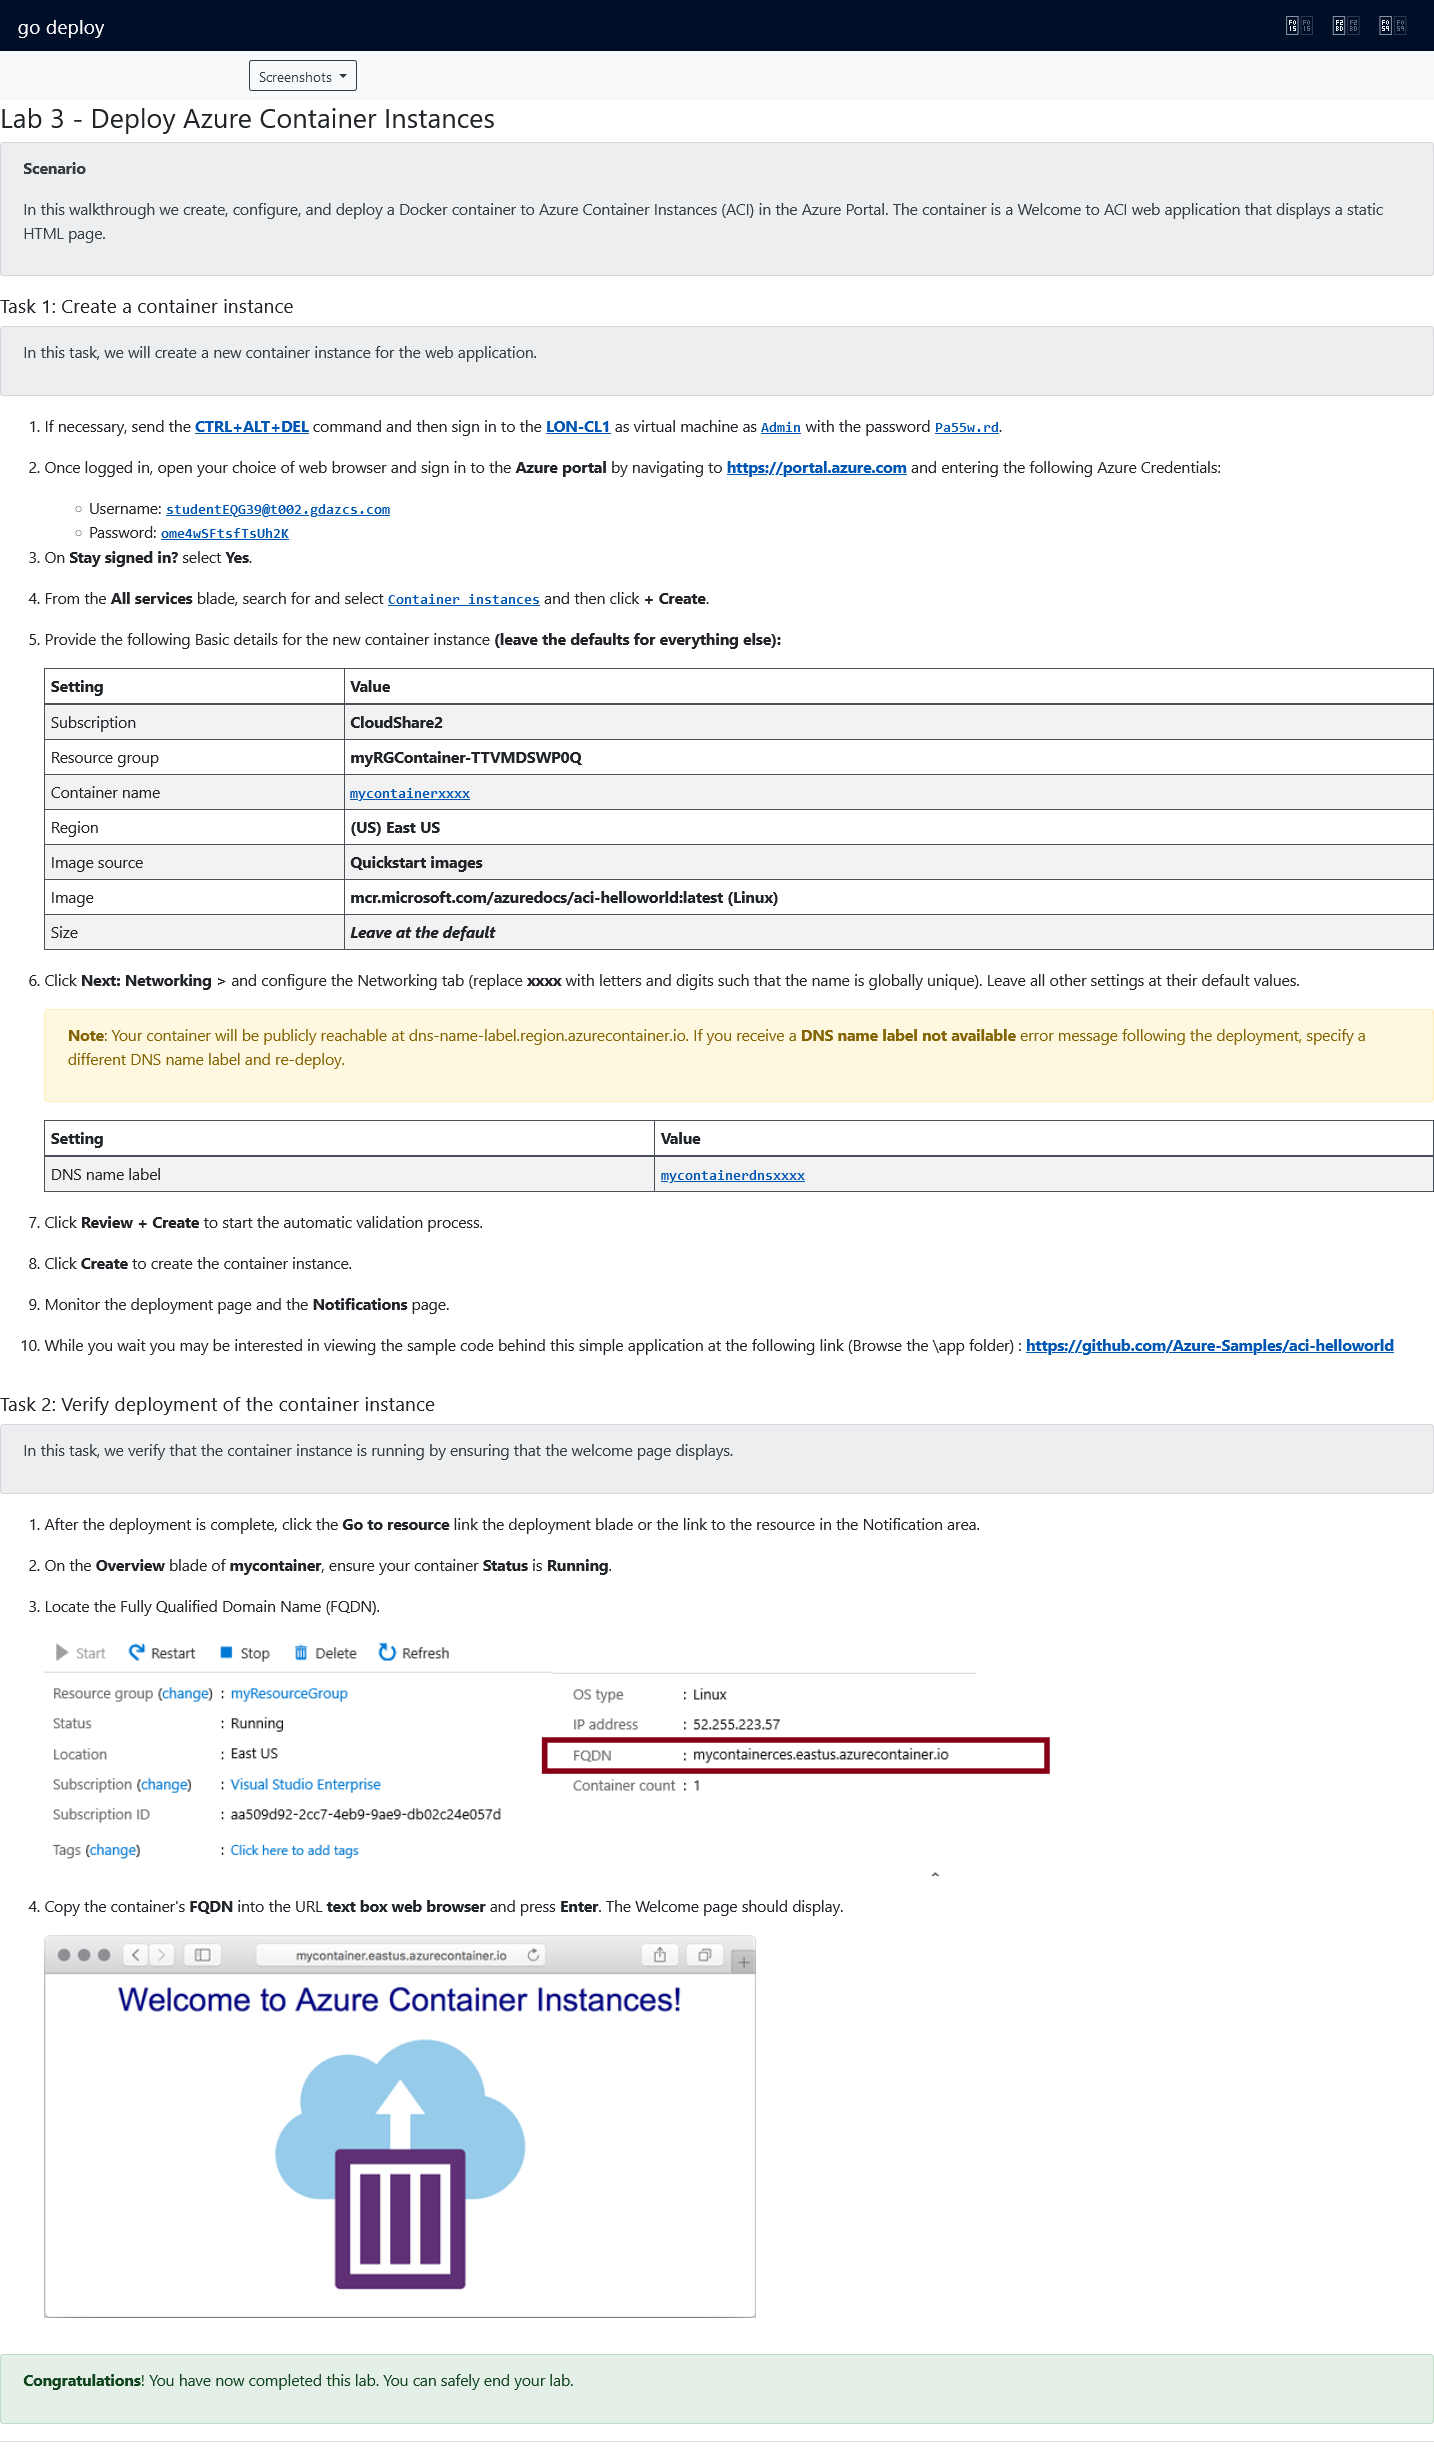 go deploy
Screenshots
Lab 3 - Deploy Azure Container Instances
Scenario
In this walkthrough we create, configure, and deploy a Docker container to Azure Container Instances (ACI) in the Azure Portal. The container is a Welcome to ACI web application that displays a static
HTML page.
Task 1: Create a container instance
In this task, we will create a new container instance for the web application.
1. If necessary, send the CTRL+ALT+DEL command and then sign in to the LON-CL1 as virtual machine as Admin with the password Pa55w.rd.
2. Once logged in, open your choice of web browser and sign in to the Azure portal by navigating to https://portal.azure.com and entering the following Azure Credentials:
Username: studentEQG39@t002.gdazcs.com
Password: ome4wSFtsfTsUh2K
3. On Stay signed in? select Yes.
4. From the All services blade, search for and select Container instances and then click + Create.
5. Provide the following Basic details for the new container instance (leave the defaults for everything else):
Setting Value
Subscription CloudShare2
Resource group myRGContainer-TTVMDSWP0Q
Container name mycontainerxxxx
Region (US) East US
Image source Quickstart images
Image mcr.microsoft.com/azuredocs/aci-helloworld:latest (Linux)
Size Leave at the default
6. Click Next: Networking > and configure the Networking tab (replace xxxx with letters and digits such that the name is globally unique). Leave all other settings at their default values.
Note: Your container will be publicly reachable at dns-name-label.region.azurecontainer.io. If you receive a DNS name label not available error message following the deployment, specify a
different DNS name label and re-deploy.
Setting Value
DNS name label mycontainerdnsxxxx
7. Click Review + Create to start the automatic validation process.
8. Click Create to create the container instance.
9. Monitor the deployment page and the Notifications page.
10. While you wait you may be interested in viewing the sample code behind this simple application at the following link (Browse the \app folder) : https://github.com/Azure-Samples/aci-helloworld
Task 2: Verify deployment of the container instance
In this task, we verify that the container instance is running by ensuring that the welcome page displays.
1. After the deployment is complete, click the Go to resource link the deployment blade or the link to the resource in the Notification area.
2. On the Overview blade of mycontainer, ensure your container Status is Running.
3. Locate the Fully Qualified Domain Name (FQDN).
Start Restart Stop Delete Refresh
Resource group (change) : myResourceGroup
Status : Running
Location : East US
Subscription (change) : Visual Studio Enterprise
Subscription ID : aa509d92-2cc7-4eb9-9ae9-db02c24e057d
Tags (change) : Click here to add tags
OS type : Linux
IP address : 52.255.223.57
FQDN : mycontainerces.eastus.azurecontainer.io
Container count : 1
4. Copy the container's FQDN into the URL text box web browser and press Enter. The Welcome page should display.
mycontainer.eastus.azurecontainer.io
Welcome to Azure Container Instances!
Congratulations! You have now completed this lab. You can safely end your lab.